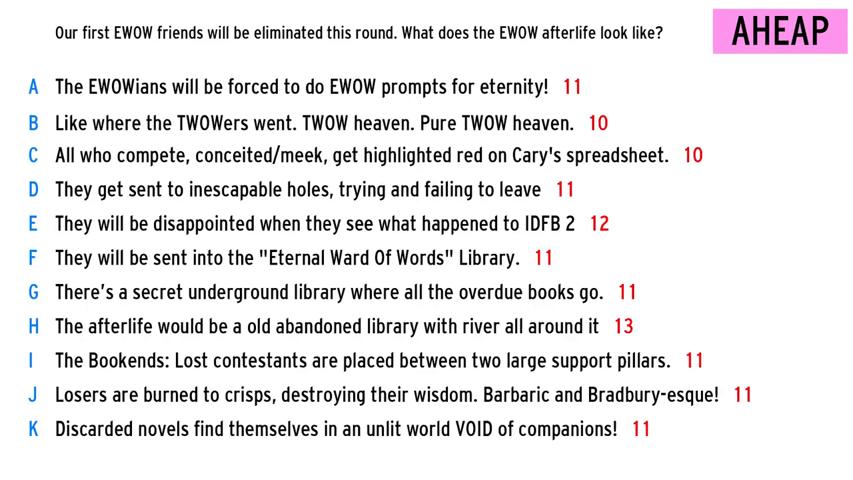 Our first EWOW friends will be eliminated this round. What does the EWOW afterlife look like?
AHEAP
A The EWOWians will be forced to do EWOW prompts for eternity! 11
B Like where the TWOWers went. TWOW heaven. Pure TWOW heaven. 10
C All who compete, conceited/meek, get highlighted red on Cary's spreadsheet. 10
D They get sent to inescapable holes, trying and failing to leave 11
E They will be disappointed when they see what happened to IDFB 2 12
F They will be sent into the "Eternal Ward Of Words" Library. 11
G There’s a secret underground library where all the overdue books go. 11
H The afterlife would be a old abandoned library with river all around it 13
I The Bookends: Lost contestants are placed between two large support pillars. 11
J Losers are burned to crisps, destroying their wisdom. Barbaric and Bradbury-esque! 11
K Discarded novels find themselves in an unlit world VOID of companions! 11